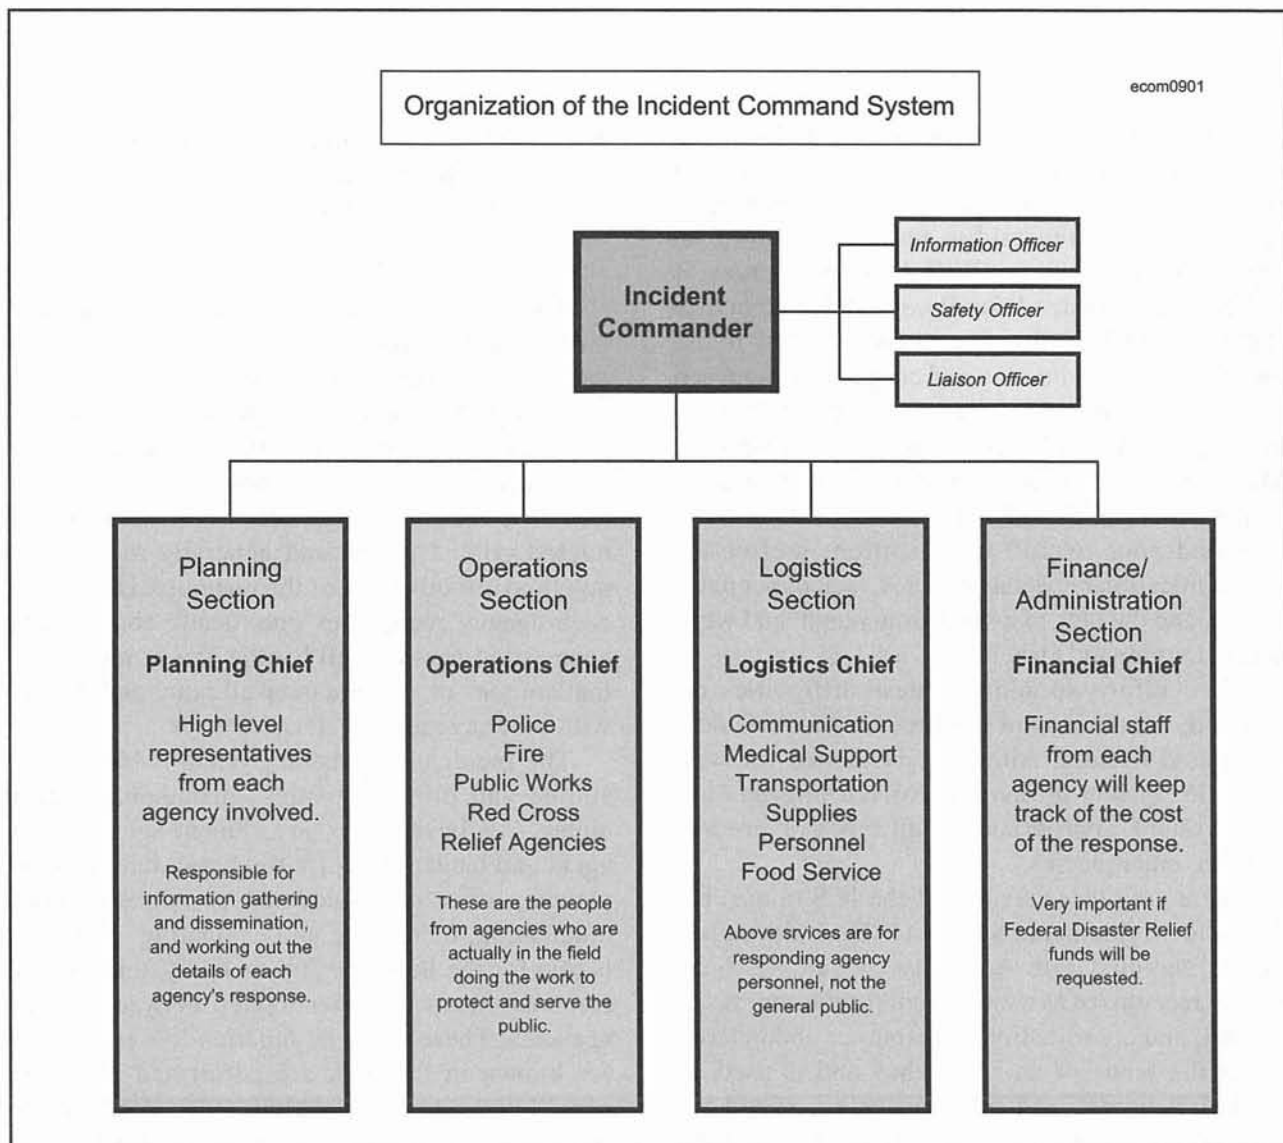 Organization of the Incident Command System
ecom0901
Incident
Commander
Information Officer
Safety Officer
Liaison Officer
Planning
Section
Planning Chief
High level
representatives
from each
agency involved.
Responsible for
information gathering
and dissemination,
and working out the
details of each
agency's response.
Operations
Section
Operations Chief
Police
Fire
Public Works
Red Cross
Relief Agencies
These are the people
from agencies who are
actually in the field
doing the work to
protect and serve the
public.
Logistics
Section
Logistics Chief
Communication
Medical Support
Transportation
Supplies
Personnel
Food Service
Above srvices are for
responding agency
personnel, not the
general public.
Finance/
Administration
Section
Financial Chief
Financial staff
from each
agency will keep
track of the cost
of the response.
Very important if
Federal Disaster Relief
funds will be
requested.